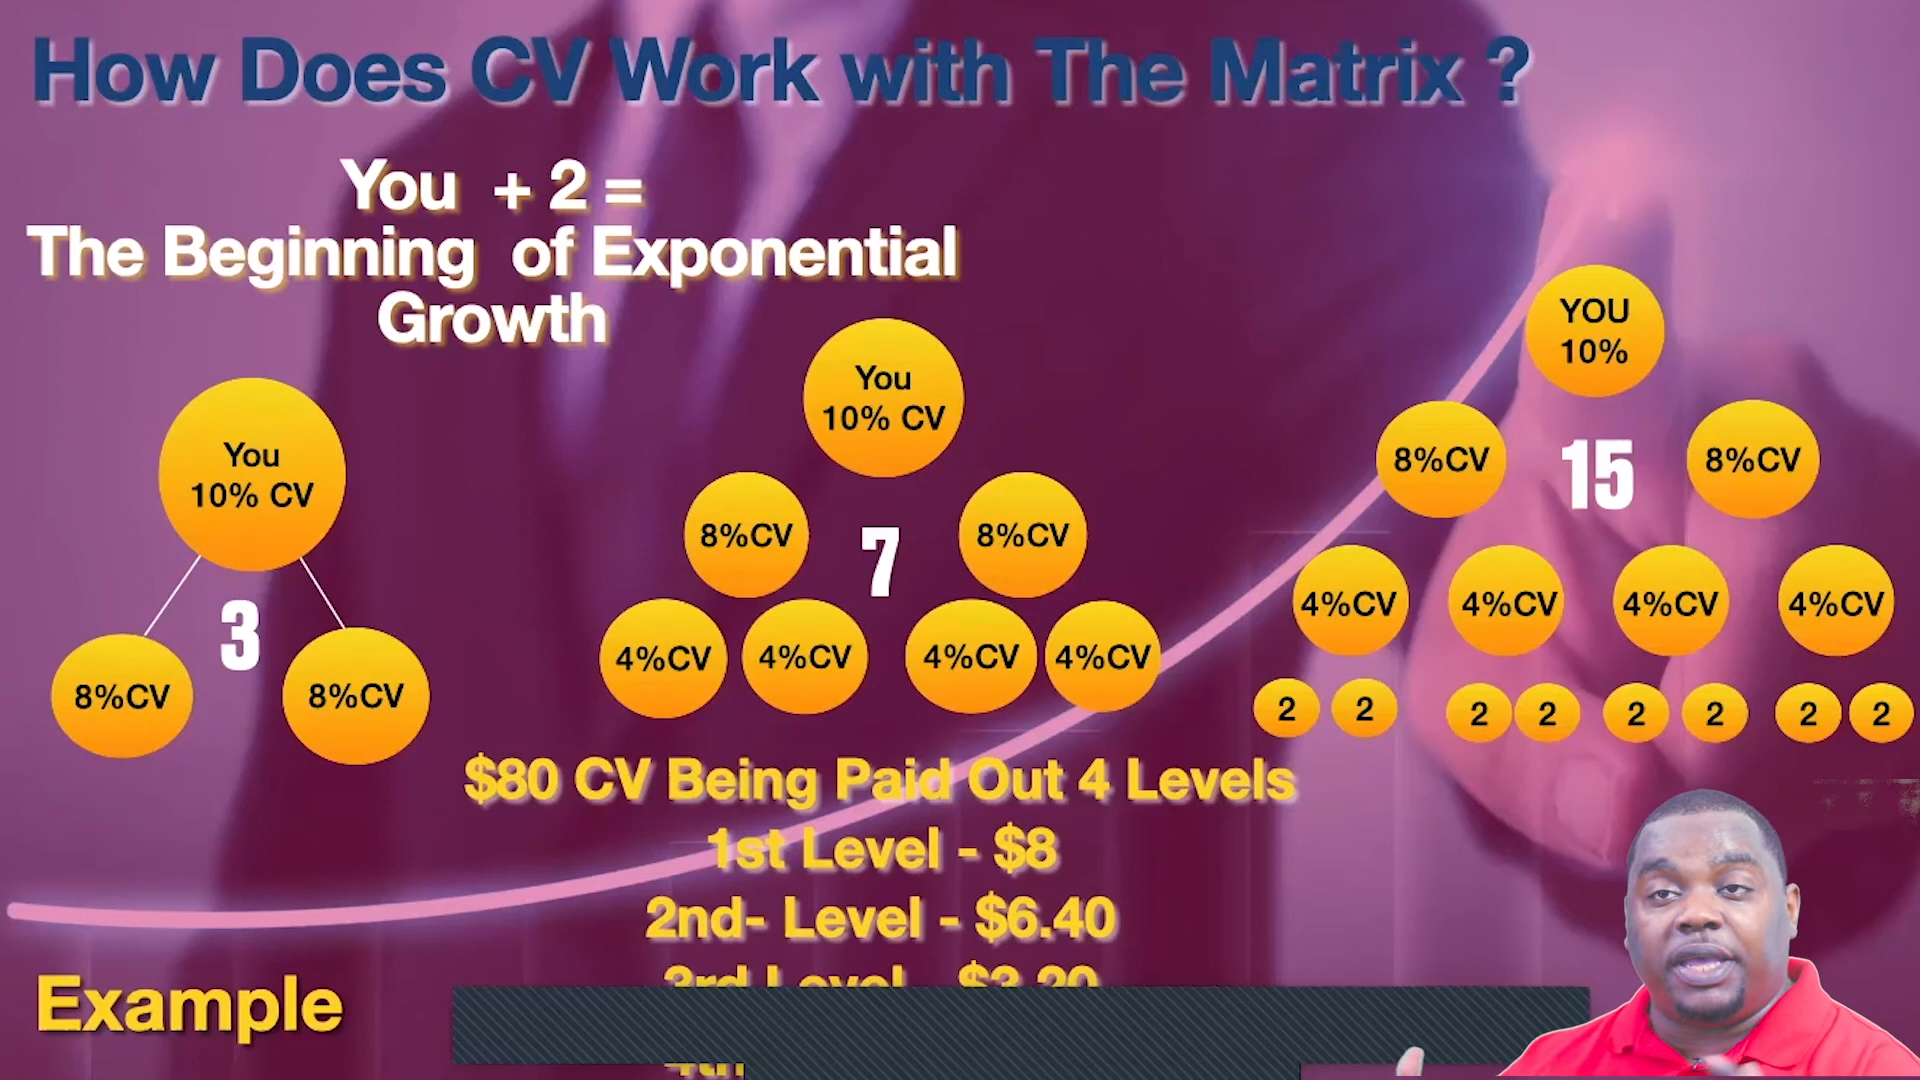 How Does CV Work with The Matrix ?
You + 2 =
The Beginning of Exponential
Growth
You
10% CV
3
8%CV
8%CV
You
10% CV
8%CV
7
8%CV
4%CV
4%CV
4%CV
4%CV
YOU
10%
8%CV
15
8%CV
4%CV
4%CV
4%CV
4%CV
2
2
2
2
2
2
2
2
$80 CV Being Paid Out 4 Levels
1st Level - $8
2nd- Level - $6.40
3rd Level - $3.20
Example